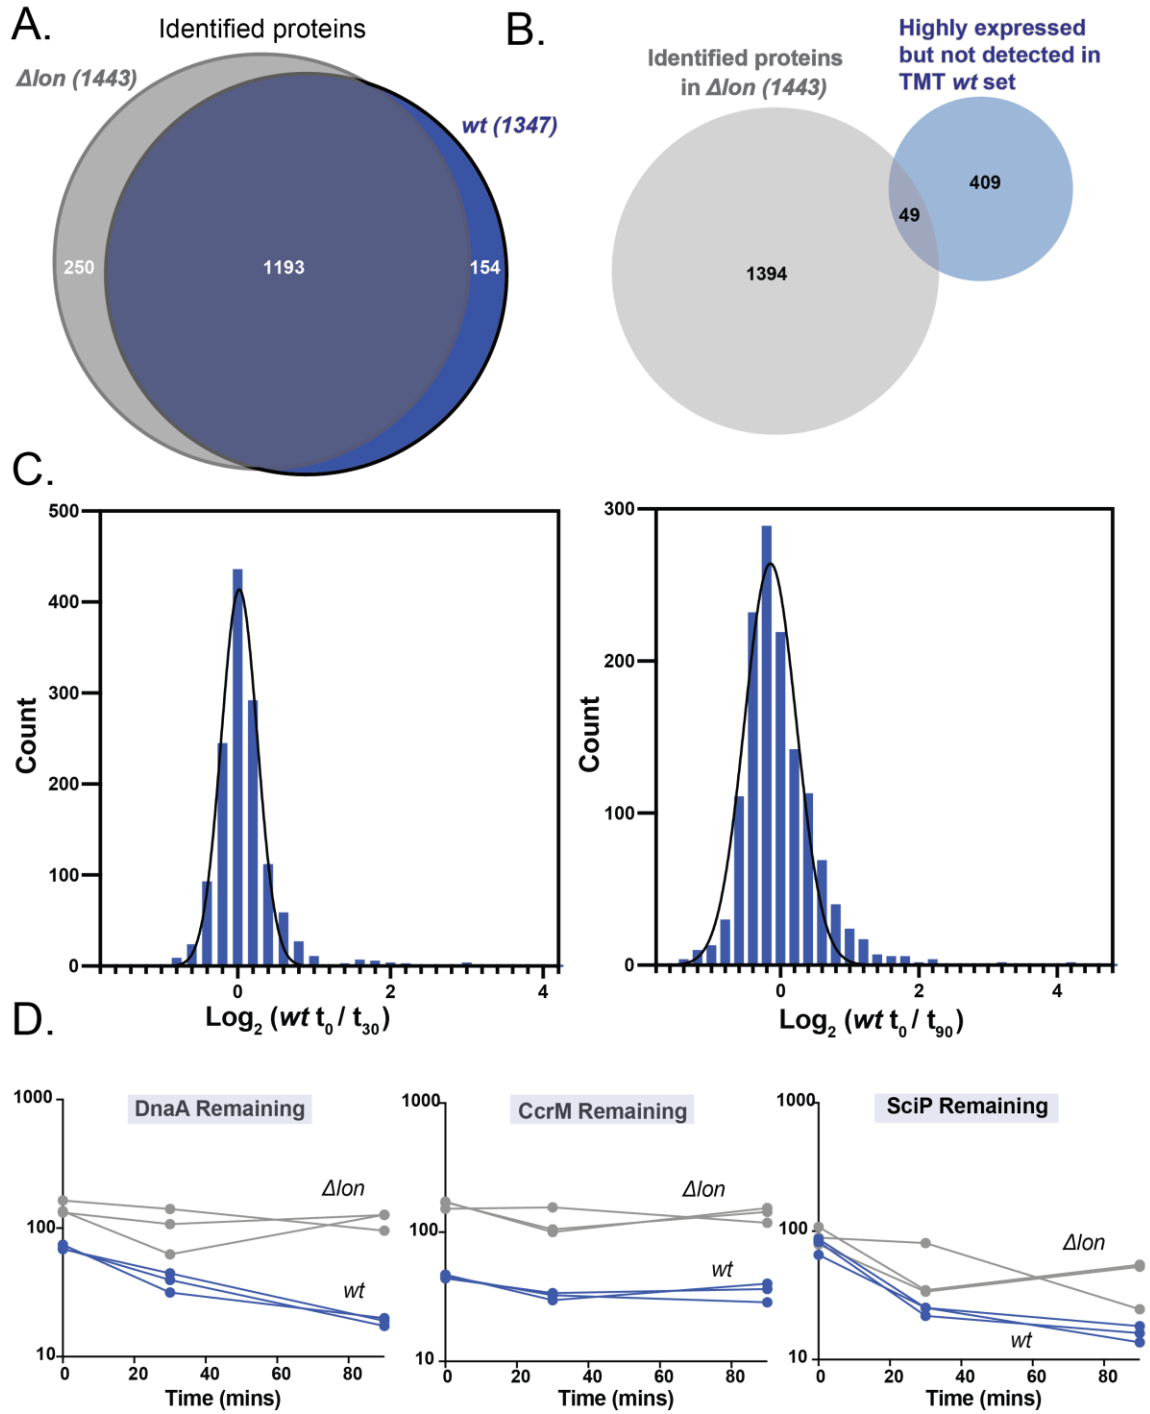 A.
Identified proteins
Δlon (1443)
wt (1347)
250
1193
154
B.
Identified proteins
in Δlon (1443)
Highly expressed
but not detected in
TMT wt set
1394
49
409
C.
500
400
300
200
100
0
Count
0
2
4
Log2 (wt t0 / t30)
300
200
100
0
Count
0
2
4
Log2 (wt t0 / t90)
D.
DnaA Remaining
1000
100
10
Δlon
wt
0
20
40
60
80
Time (mins)
CcrM Remaining
1000
100
10
Δlon
wt
0
20
40
60
80
Time (mins)
SciP Remaining
1000
100
10
Δlon
wt
0
20
40
60
80
Time (mins)